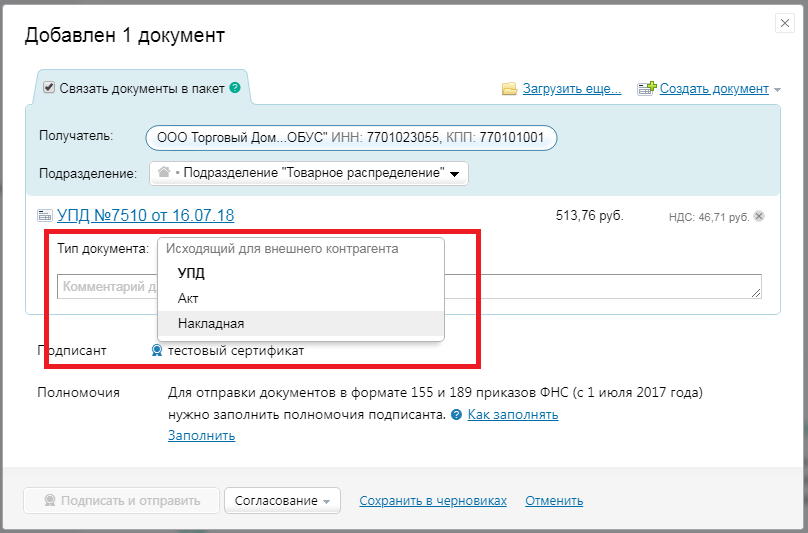 Добавлен 1 документ
Связать документы в пакет ?
Загрузить еще...
Создать документ
Получатель: ООО Торговый Дом...ОБУС" ИНН: 7701023055, КПП: 770101001
Подразделение: • Подразделение "Товарное распределение"
УПД №7510 от 16.07.18 513,76 руб. НДС: 46,71 руб.
Тип документа: Исходящий для внешнего контрагента
УПД
Комментарий д
Акт
Накладная
Подписант тестовый сертификат
Полномочия Для отправки документов в формате 155 и 189 приказов ФНС (с 1 июля 2017 года)
нужно заполнить полномочия подписанта. ? Как заполнять
Заполнить
Подписать и отправить Согласование Сохранить в черновиках Отменить